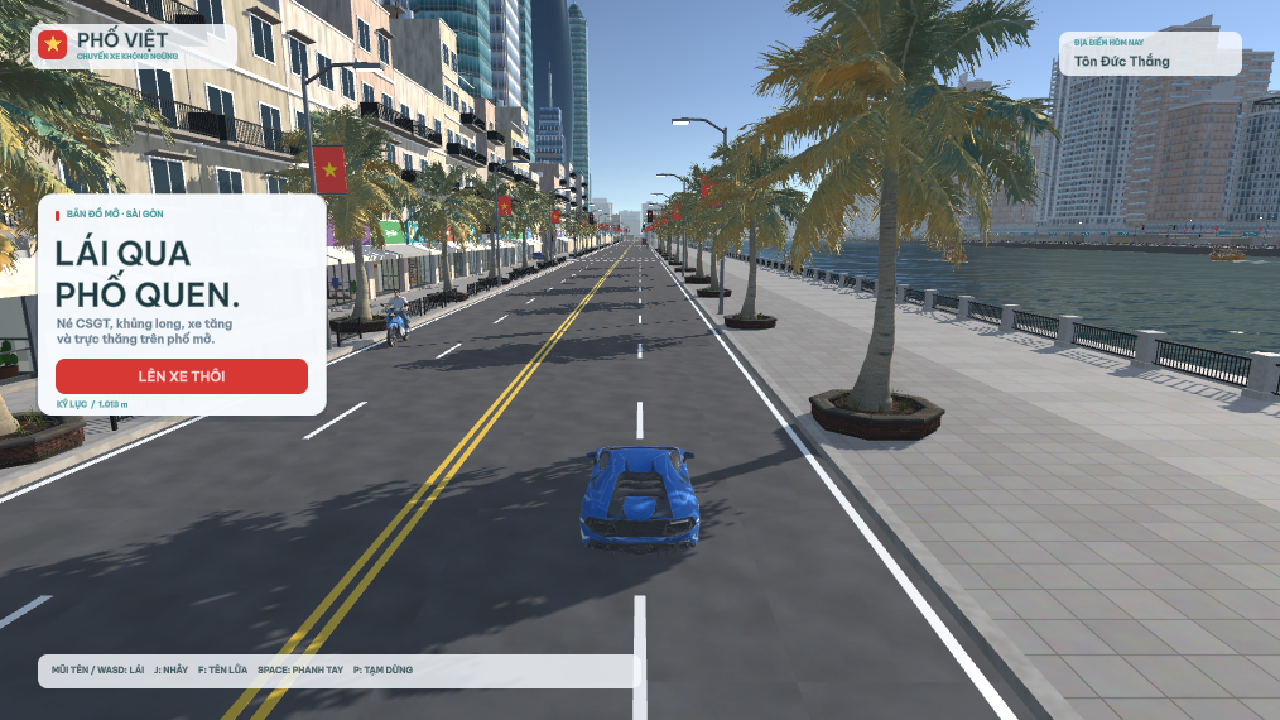 PHỐ VIỆT
CHUYẾN XE KHÔNG NGỪNG
ĐỊA ĐIỂM HÔM NAY
Tôn Đức Thắng
BẢN ĐỒ MỞ • SÀI GÒN
LÁI QUA
PHỐ QUEN.
Né CSGT, khủng long, xe tăng
và trực thăng trên phố mở.
LÊN XE THÔI
KỶ LỤC / 1.013 m
MŨI TÊN / WASD: LÁI J: NHẢY F: TÊN LỬA SPACE: PHANH TAY P: TẠM DỪNG